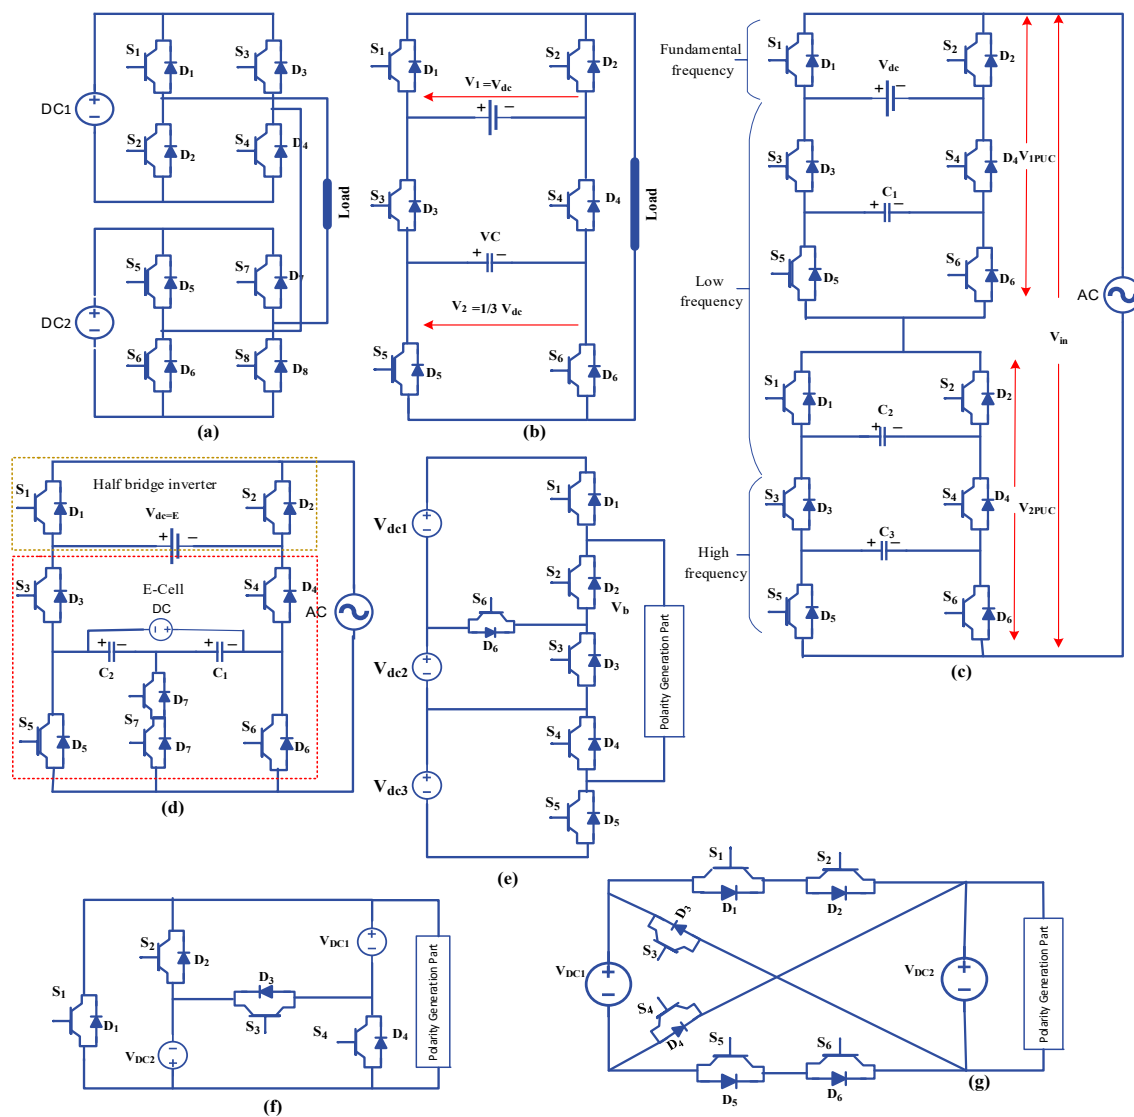 S1
D1
S3
D3
DC1
S2
D2
S4
D4
Load
S5
D5
S7
D7
DC2
S6
D6
S8
D8
(a)
S1
D1
S2
D2
V1 =Vdc
+ −
S3
D3
S4
D4
Load
VC
+ −
V2 =1/3 Vdc
S5
D5
S6
D6
(b)
Fundamental
frequency
S1
D1
S2
D2
Vdc
+ −
S3
D3
S4
D4
V1PUC
C1
+ −
S5
D5
S6
D6
Low
frequency
AC
Vin
S1
D1
S2
D2
C2
+ −
S3
D3
S4
D4
V2PUC
C3
+ −
High
frequency
S5
D5
S6
D6
(c)
Half bridge inverter
S1
D1
S2
D2
Vdc=E
+ −
S3
D3
E-Cell
S4
D4
AC
DC
+ −
C2
+ −
C1
D7
S7
D7
S5
D5
S6
D6
(d)
Vdc1
S1
D1
S2
D2
Vb
S6
D6
Vdc2
S3
D3
S4
D4
Vdc3
S5
D5
Polarity Generation Part
(e)
S1
D1
S2
D2
VDC2
D3
S3
VDC1
S4
D4
Polarity Generation Part
(f)
S1
D1
S2
D2
D3
S3
VDC1
VDC2
S4
D4
S5
D5
S6
D6
Polarity Generation Part
(g)